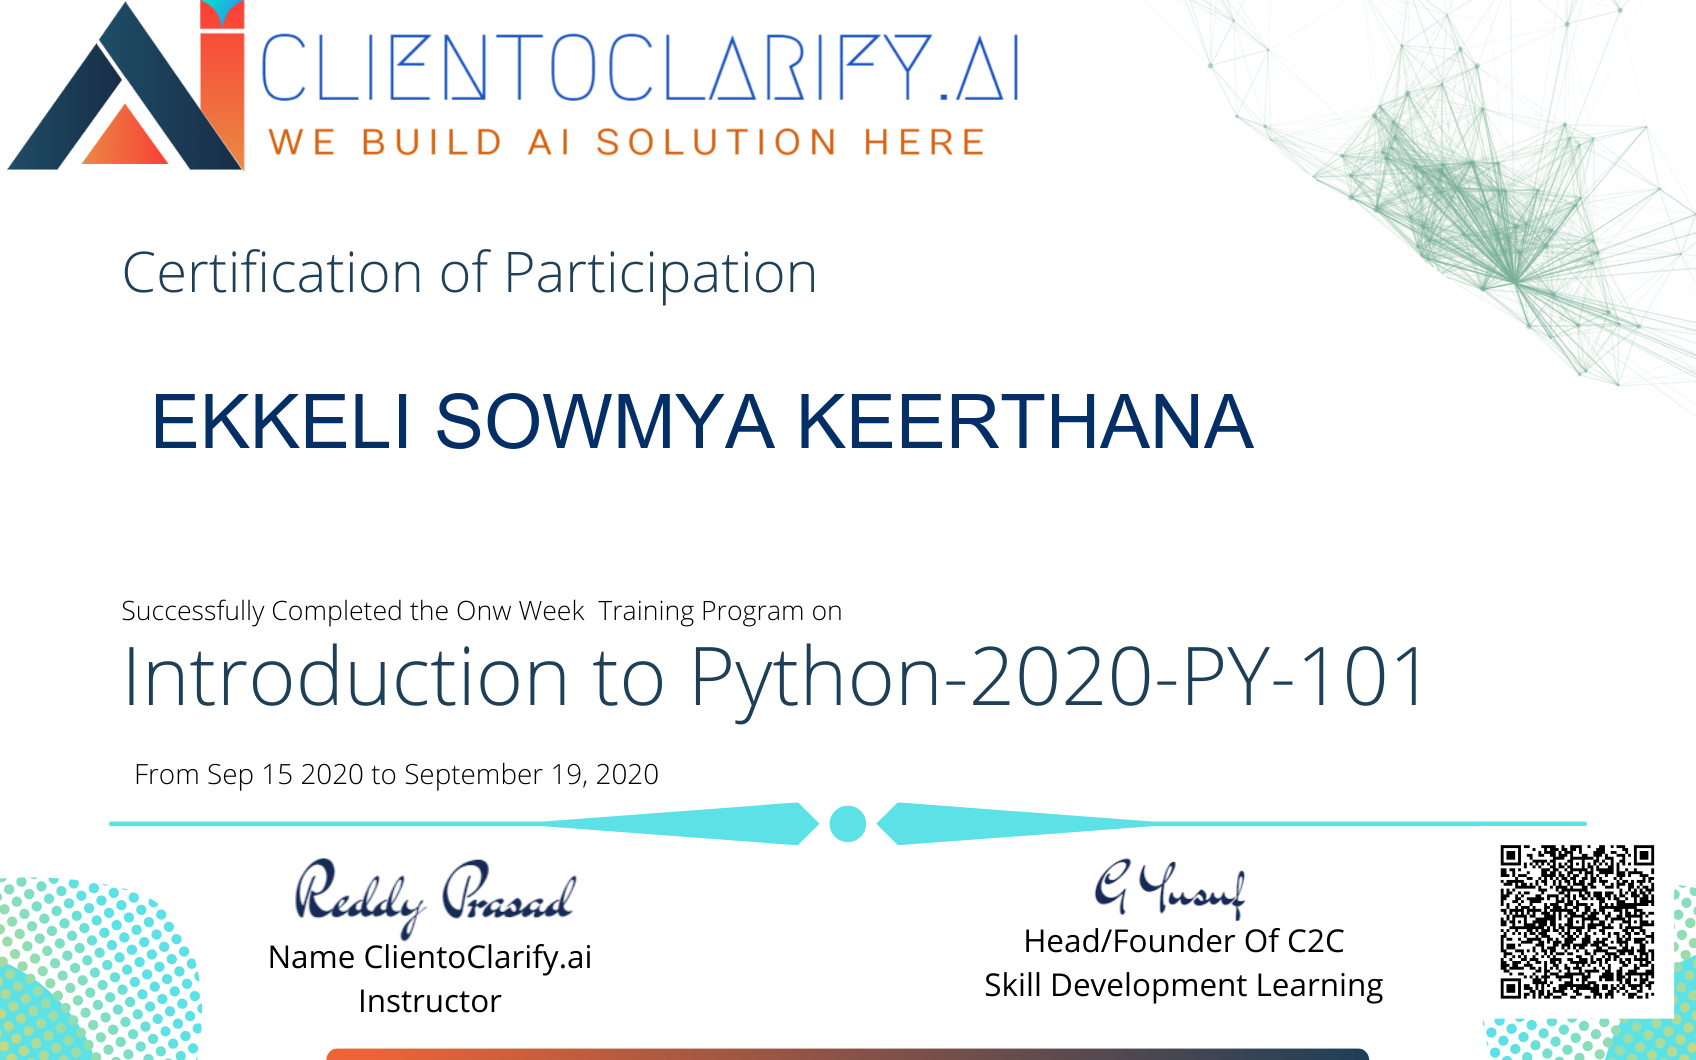 CLIENTOCLARIFY.AI
WE BUILD AI SOLUTION HERE
Certification of Participation
EKKELI SOWMYA KEERTHANA
Successfully Completed the Onw Week  Training Program on
Introduction to Python-2020-PY-101
From Sep 15 2020 to September 19, 2020
Reddy Prasad
Name ClientoClarify.ai
Instructor
G Yusuf
Head/Founder Of C2C
Skill Development Learning